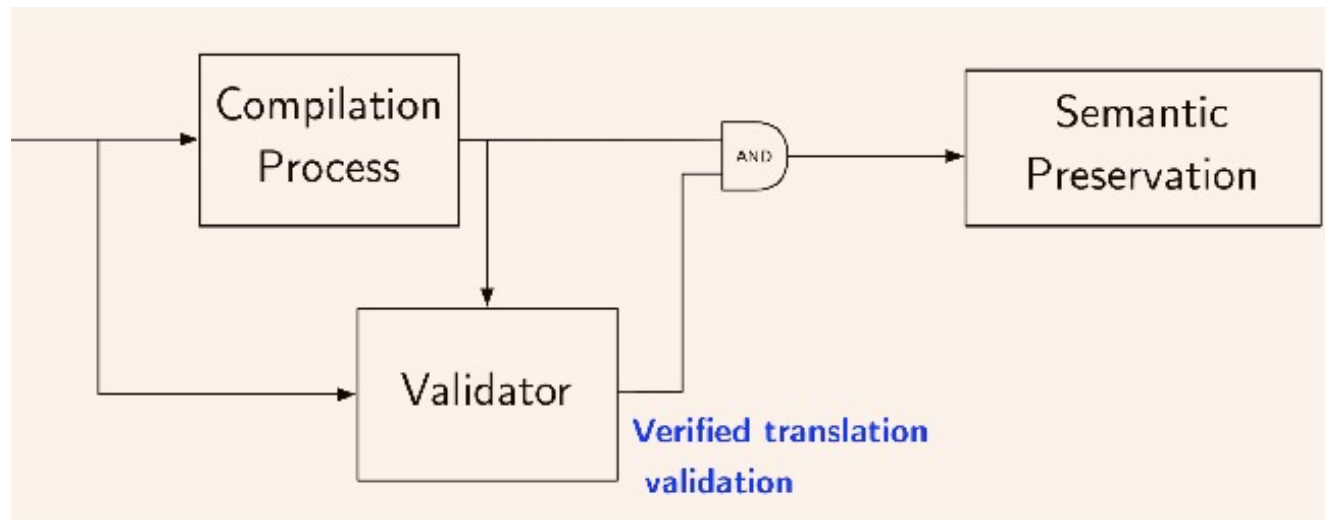 Compilation
Process
AND
Semantic
Preservation
Validator
Verified translation
validation